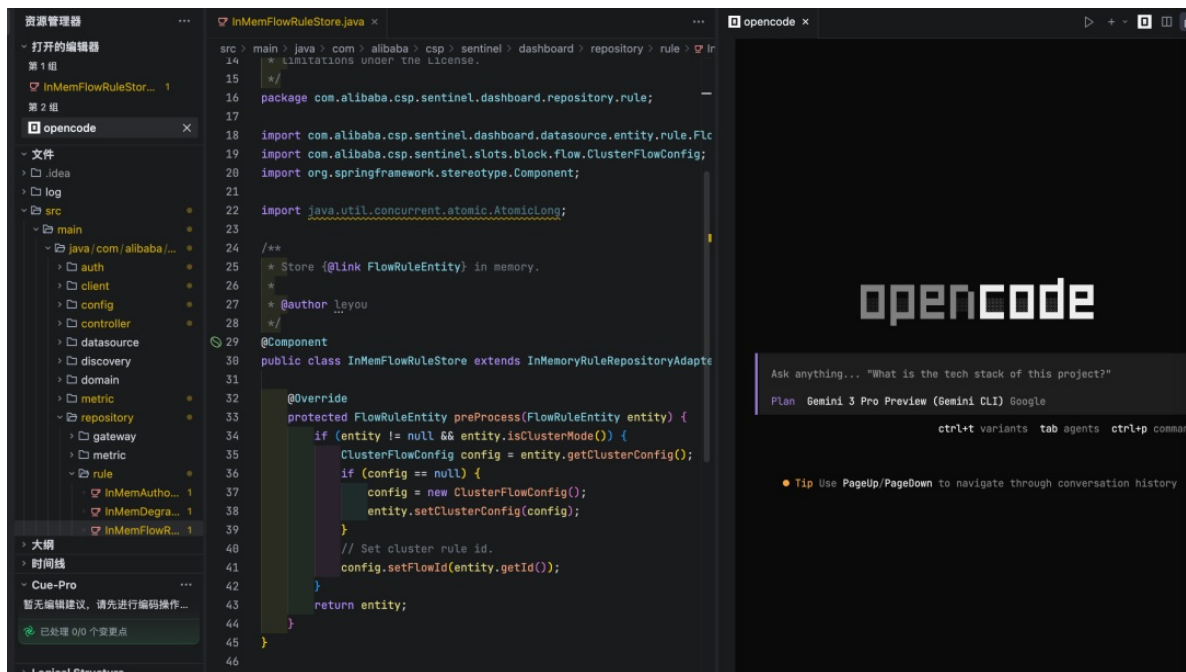 资源管理器 ...
打开的编辑器
第 1 组
InMemFlowRuleStor... 1
第 2 组
opencode ×
文件
.idea
log
src
main
java/com/alibaba/...
auth
client
config
controller
datasource
discovery
domain
metric
repository
gateway
metric
rule
InMemAutho... 1
InMemDegra... 1
InMemFlowR... 1
大纲
时间线
Cue-Pro ...
暂无编辑建议，请先进行编码操作...
已处理 0/0 个变更点
Logical Structure
InMemFlowRuleStore.java × ...
src > main > java > com > alibaba > csp > sentinel > dashboard > repository > rule > Ir
14 * limitations under the License.
15 */
16 package com.alibaba.csp.sentinel.dashboard.repository.rule;
17
18 import com.alibaba.csp.sentinel.dashboard.datasource.entity.rule.Flo
19 import com.alibaba.csp.sentinel.slots.block.flow.ClusterFlowConfig;
20 import org.springframework.stereotype.Component;
21
22 import java.util.concurrent.atomic.AtomicLong;
23
24 /**
25 * Store {@link FlowRuleEntity} in memory.
26 *
27 * @author leyou
28 */
29 @Component
30 public class InMemFlowRuleStore extends InMemoryRuleRepositoryAdapte
31
32 @Override
33 protected FlowRuleEntity preProcess(FlowRuleEntity entity) {
34 if (entity != null && entity.isClusterMode()) {
35 ClusterFlowConfig config = entity.getClusterConfig();
36 if (config == null) {
37 config = new ClusterFlowConfig();
38 entity.setClusterConfig(config);
39 }
40 // Set cluster rule id.
41 config.setFlowId(entity.getId());
42 }
43 return entity;
44 }
45 }
46
opencode ×
opencode
Ask anything... "What is the tech stack of this project?"
Plan Gemini 3 Pro Preview (Gemini CLI) Google
ctrl+t variants tab agents ctrl+p comman
Tip Use PageUp/PageDown to navigate through conversation history